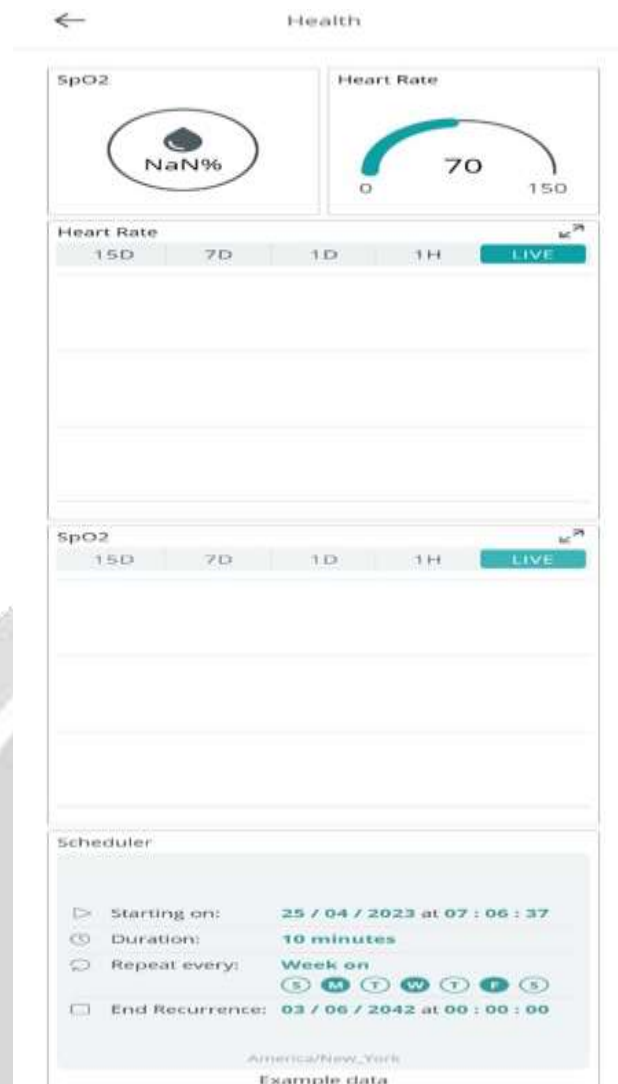 Health
SpO2
NaN%
Heart Rate
70
0 150
Heart Rate
15D 7D 1D 1H LIVE
SpO2
15D 7D 1D 1H LIVE
Scheduler
Starting on: 25 / 04 / 2023 at 07 : 06 : 37
Duration: 10 minutes
Repeat every: Week on
S M T W T F S
End Recurrence: 03 / 06 / 2042 at 00 : 00 : 00
America/New_York
Example data